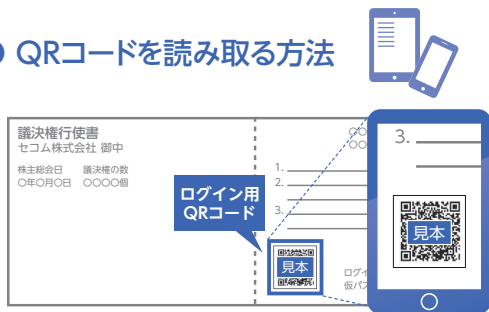 QRコードを読み取る方法
議決権行使書
セコム株式会社 御中
株主総会日 議決権の数
○年○月○日 ○○○○個
ログイン用
QRコード
○○
○○
1.
2.
3.
見本
ログイ
仮パス
3.
見本